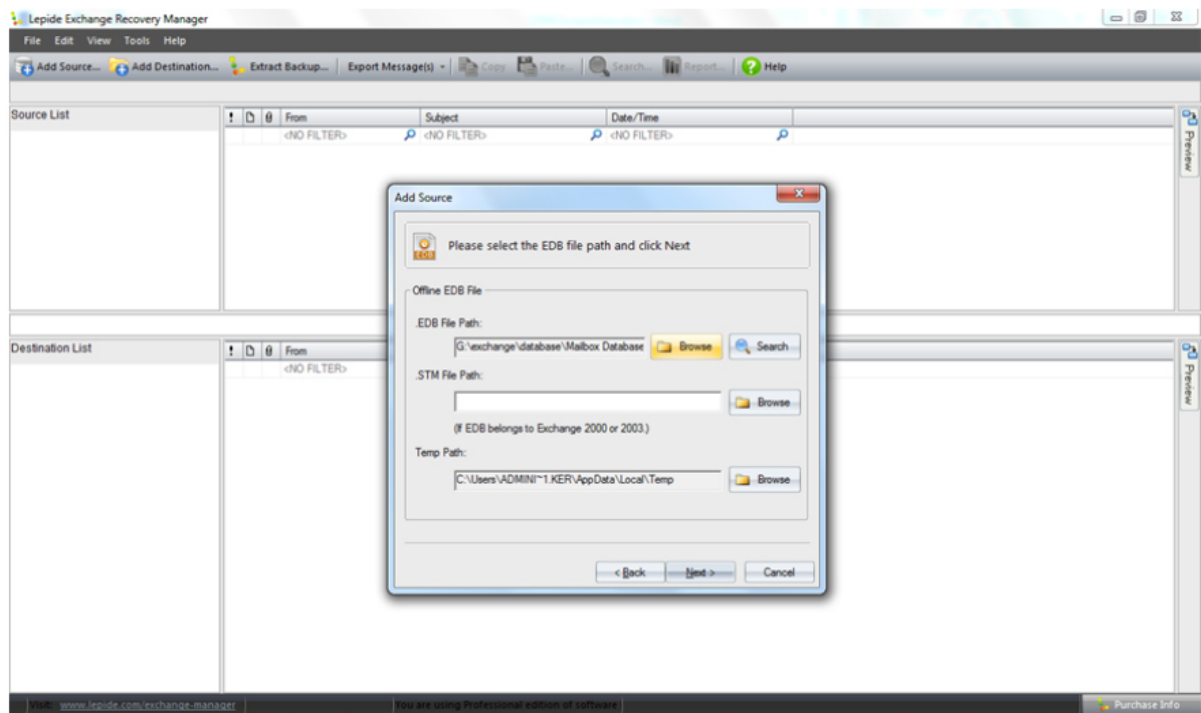 Lepide Exchange Recovery Manager
File Edit View Tools Help
Add Source... Add Destination... Extract Backup... Export Message(s) Copy Paste... Search... Report... Help
Source List
! From Subject Date/Time
<NO FILTER> <NO FILTER> <NO FILTER>
Preview
Add Source
Please select the EDB file path and click Next
Offline EDB File
.EDB File Path:
G:\exchange\database\Mailbox Database Browse Search
.STM File Path:
Browse
(If EDB belongs to Exchange 2000 or 2003.)
Temp Path:
C:\Users\ADMINI~1.KER\AppData\Local\Temp Browse
< Back Next > Cancel
Destination List
! From
<NO FILTER>
Preview
Visit: www.lepide.com/exchange-manager You are using Professional edition of software Purchase Info